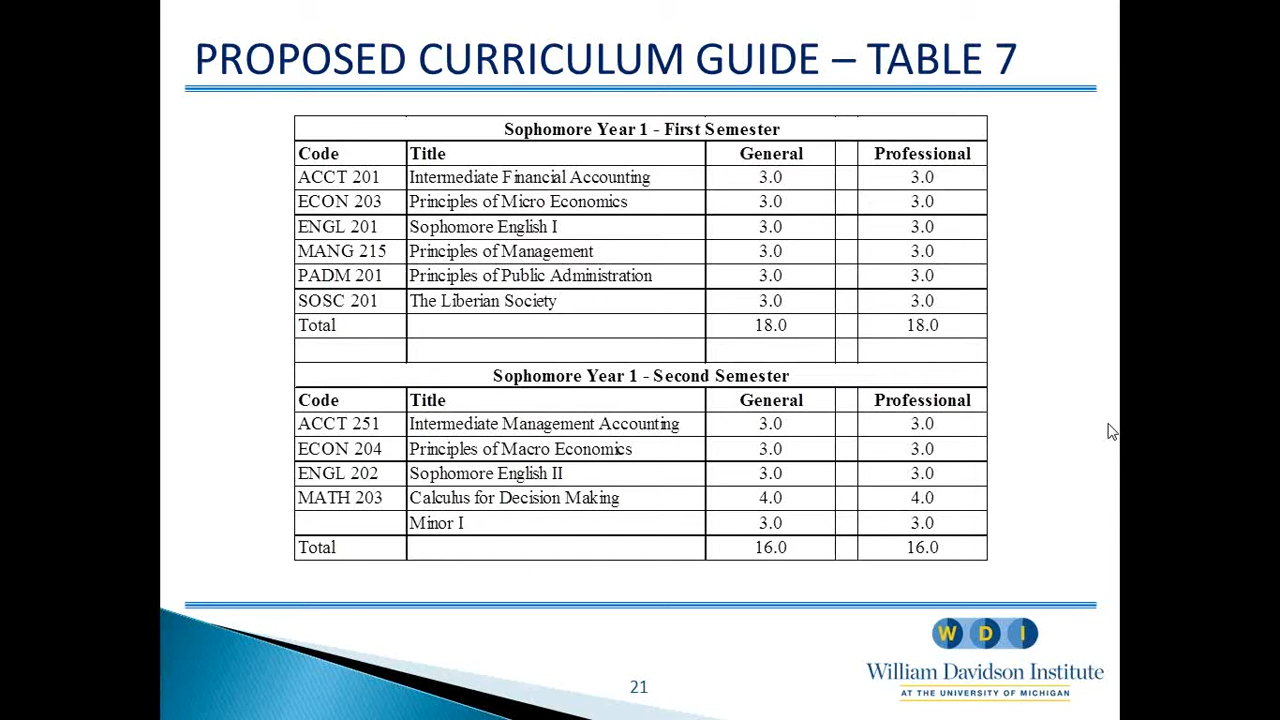 PROPOSED CURRICULUM GUIDE – TABLE 7
Sophomore Year 1 - First Semester
Code Title General Professional
ACCT 201 Intermediate Financial Accounting 3.0 3.0
ECON 203 Principles of Micro Economics 3.0 3.0
ENGL 201 Sophomore English I 3.0 3.0
MANG 215 Principles of Management 3.0 3.0
PADM 201 Principles of Public Administration 3.0 3.0
SOSC 201 The Liberian Society 3.0 3.0
Total 18.0 18.0
Sophomore Year 1 - Second Semester
Code Title General Professional
ACCT 251 Intermediate Management Accounting 3.0 3.0
ECON 204 Principles of Macro Economics 3.0 3.0
ENGL 202 Sophomore English II 3.0 3.0
MATH 203 Calculus for Decision Making 4.0 4.0
Minor I 3.0 3.0
Total 16.0 16.0
W D I
William Davidson Institute
AT THE UNIVERSITY OF MICHIGAN
21